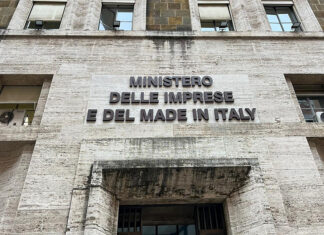 MINISTERO
DELLE IMPRESE
E DEL MADE IN ITALY